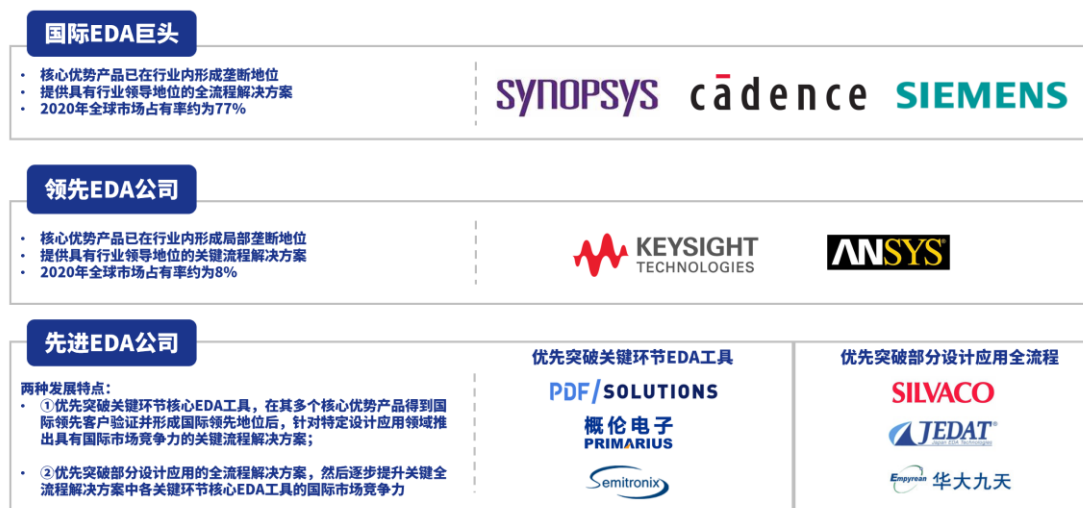 国际EDA巨头
• 核心优势产品已在行业内形成垄断地位
• 提供具有行业领导地位的全流程解决方案
• 2020年全球市场占有率约为77%
SYNOPSYS
cādence
SIEMENS
领先EDA公司
• 核心优势产品已在行业内形成局部垄断地位
• 提供具有行业领导地位的关键流程解决方案
• 2020年全球市场占有率约为8%
KEYSIGHT
TECHNOLOGIES
ANSYS®
先进EDA公司
两种发展特点：
• ①优先突破关键环节核心EDA工具，在其多个核心优势产品得到国
际领先客户验证并形成国际领先地位后，针对特定设计应用领域推
出具有国际市场竞争力的关键流程解决方案；
• ②优先突破部分设计应用的全流程解决方案，然后逐步提升关键全
流程解决方案中各关键环节核心EDA工具的国际市场竞争力
优先突破关键环节EDA工具
PDF/SOLUTIONS
概伦电子
PRIMARIUS
Semitronix
优先突破部分设计应用全流程
SILVACO
JEDAT®
Japan EDA Technologies
Empyrean 华大九天